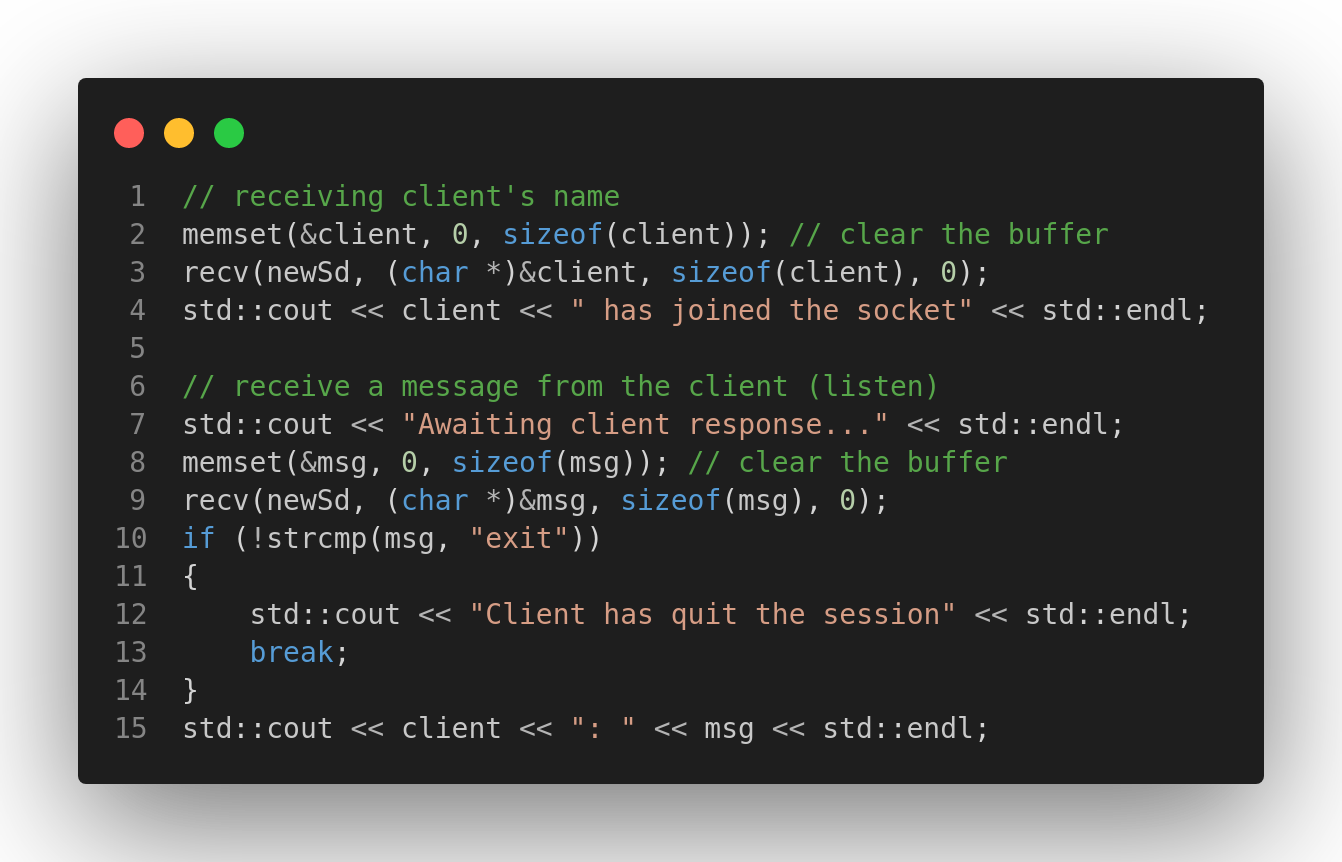 1 // receiving client's name
2 memset(&client, 0, sizeof(client)); // clear the buffer
3 recv(newSd, (char *)&client, sizeof(client), 0);
4 std::cout << client << " has joined the socket" << std::endl;
5
6 // receive a message from the client (listen)
7 std::cout << "Awaiting client response..." << std::endl;
8 memset(&msg, 0, sizeof(msg)); // clear the buffer
9 recv(newSd, (char *)&msg, sizeof(msg), 0);
10 if (!strcmp(msg, "exit"))
11 {
12     std::cout << "Client has quit the session" << std::endl;
13     break;
14 }
15 std::cout << client << ": " << msg << std::endl;